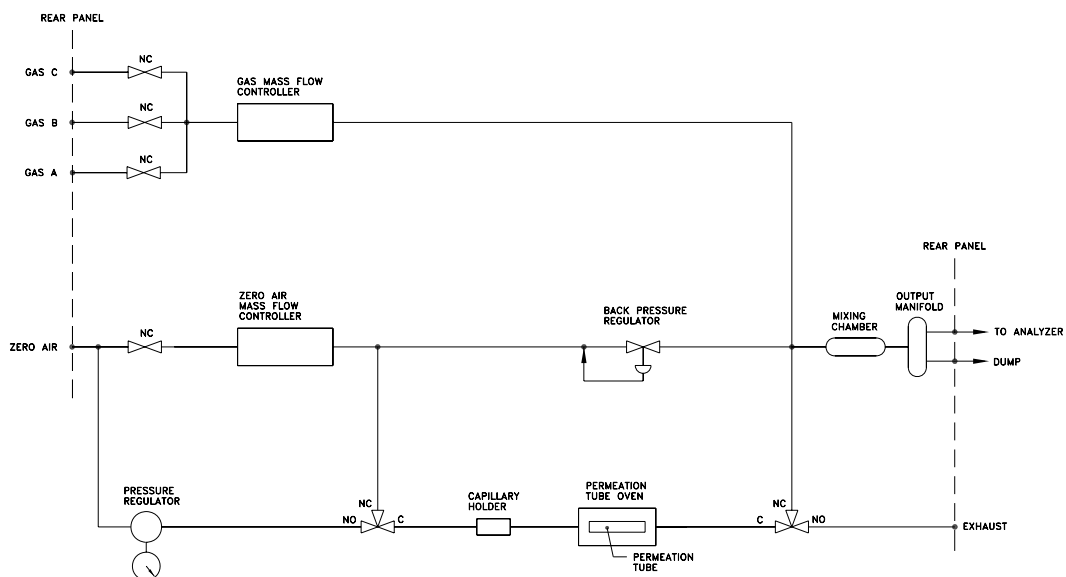 REAR PANEL
NC
GAS C
GAS MASS FLOW
CONTROLLER
NC
GAS B
NC
GAS A
REAR PANEL
ZERO AIR
MASS FLOW
CONTROLLER
OUTPUT
MANIFOLD
BACK PRESSURE
REGULATOR
MIXING
CHAMBER
NC
TO ANALYZER
ZERO AIR
DUMP
PRESSURE
REGULATOR
CAPILLARY
HOLDER
PERMEATION
TUBE OVEN
NC
NC
NO
C
C
NO
EXHAUST
PERMEATION
TUBE